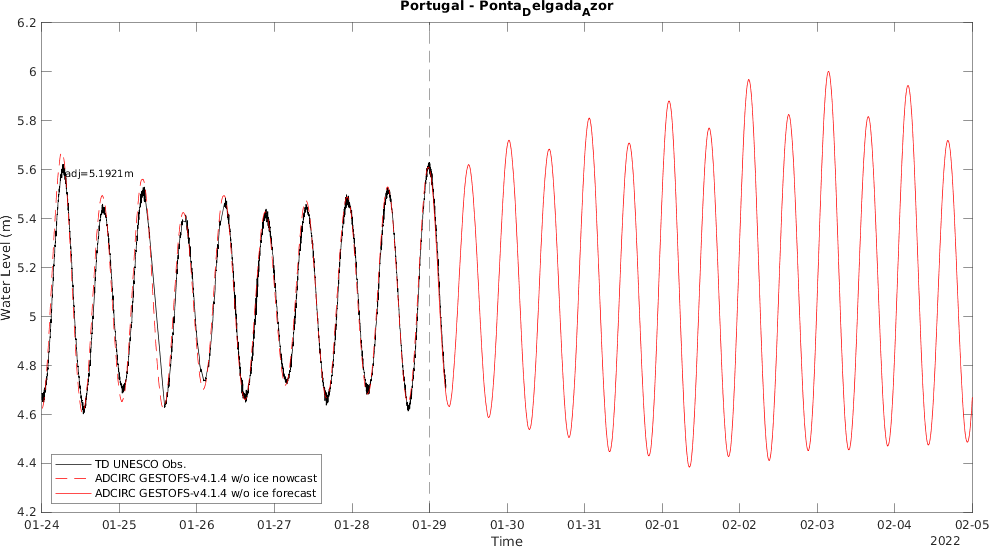 Portugal - PontaDelgadaAzor
6.2
6
5.8
5.6
5.4
5.2
5
4.8
4.6
4.4
4.2
Water Level (m)
adj=5.1921m
TD UNESCO Obs.
ADCIRC GESTOFS-v4.1.4 w/o ice nowcast
ADCIRC GESTOFS-v4.1.4 w/o ice forecast
01-24 01-25 01-26 01-27 01-28 01-29 01-30 01-31 02-01 02-02 02-03 02-04 02-05
Time
2022